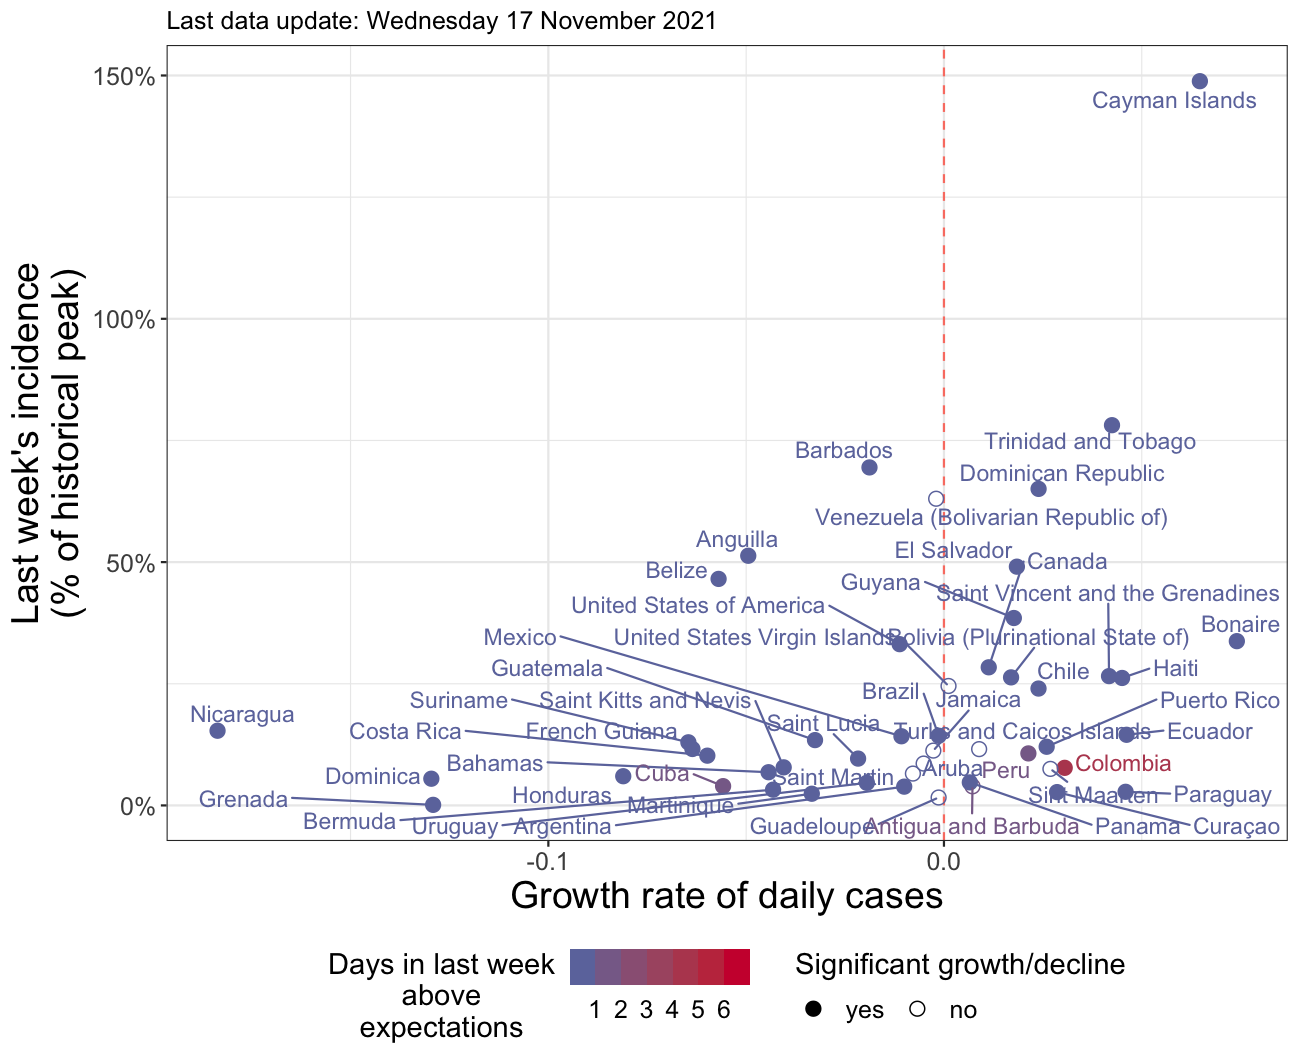 Last data update: Wednesday 17 November 2021
150%
Cayman Islands
100%
Last week's incidence
(% of historical peak)
Trinidad and Tobago
Barbados
Dominican Republic
Venezuela (Bolivarian Republic of)
Anguilla
El Salvador
50%
Canada
Belize
Guyana
Saint Vincent and the Grenadines
United States of America
Bonaire
Mexico
United States Virgin Islands
Bolivia (Plurinational State of)
Guatemala
Chile
Haiti
Brazil
Suriname
Saint Kitts and Nevis
Jamaica
Puerto Rico
Nicaragua
Saint Lucia
Costa Rica
French Guiana
Turks and Caicos Islands
Ecuador
Bahamas
Colombia
Dominica
Cuba
Saint Martin
Aruba
Peru
Grenada
Honduras
Sint Maarten
Paraguay
0%
Martinique
Bermuda
Uruguay
Argentina
Guadeloupe
Antigua and Barbuda
Panama
Curaçao
-0.1
0.0
Growth rate of daily cases
Days in last week
above
expectations
1 2 3 4 5 6
Significant growth/decline
yes
no